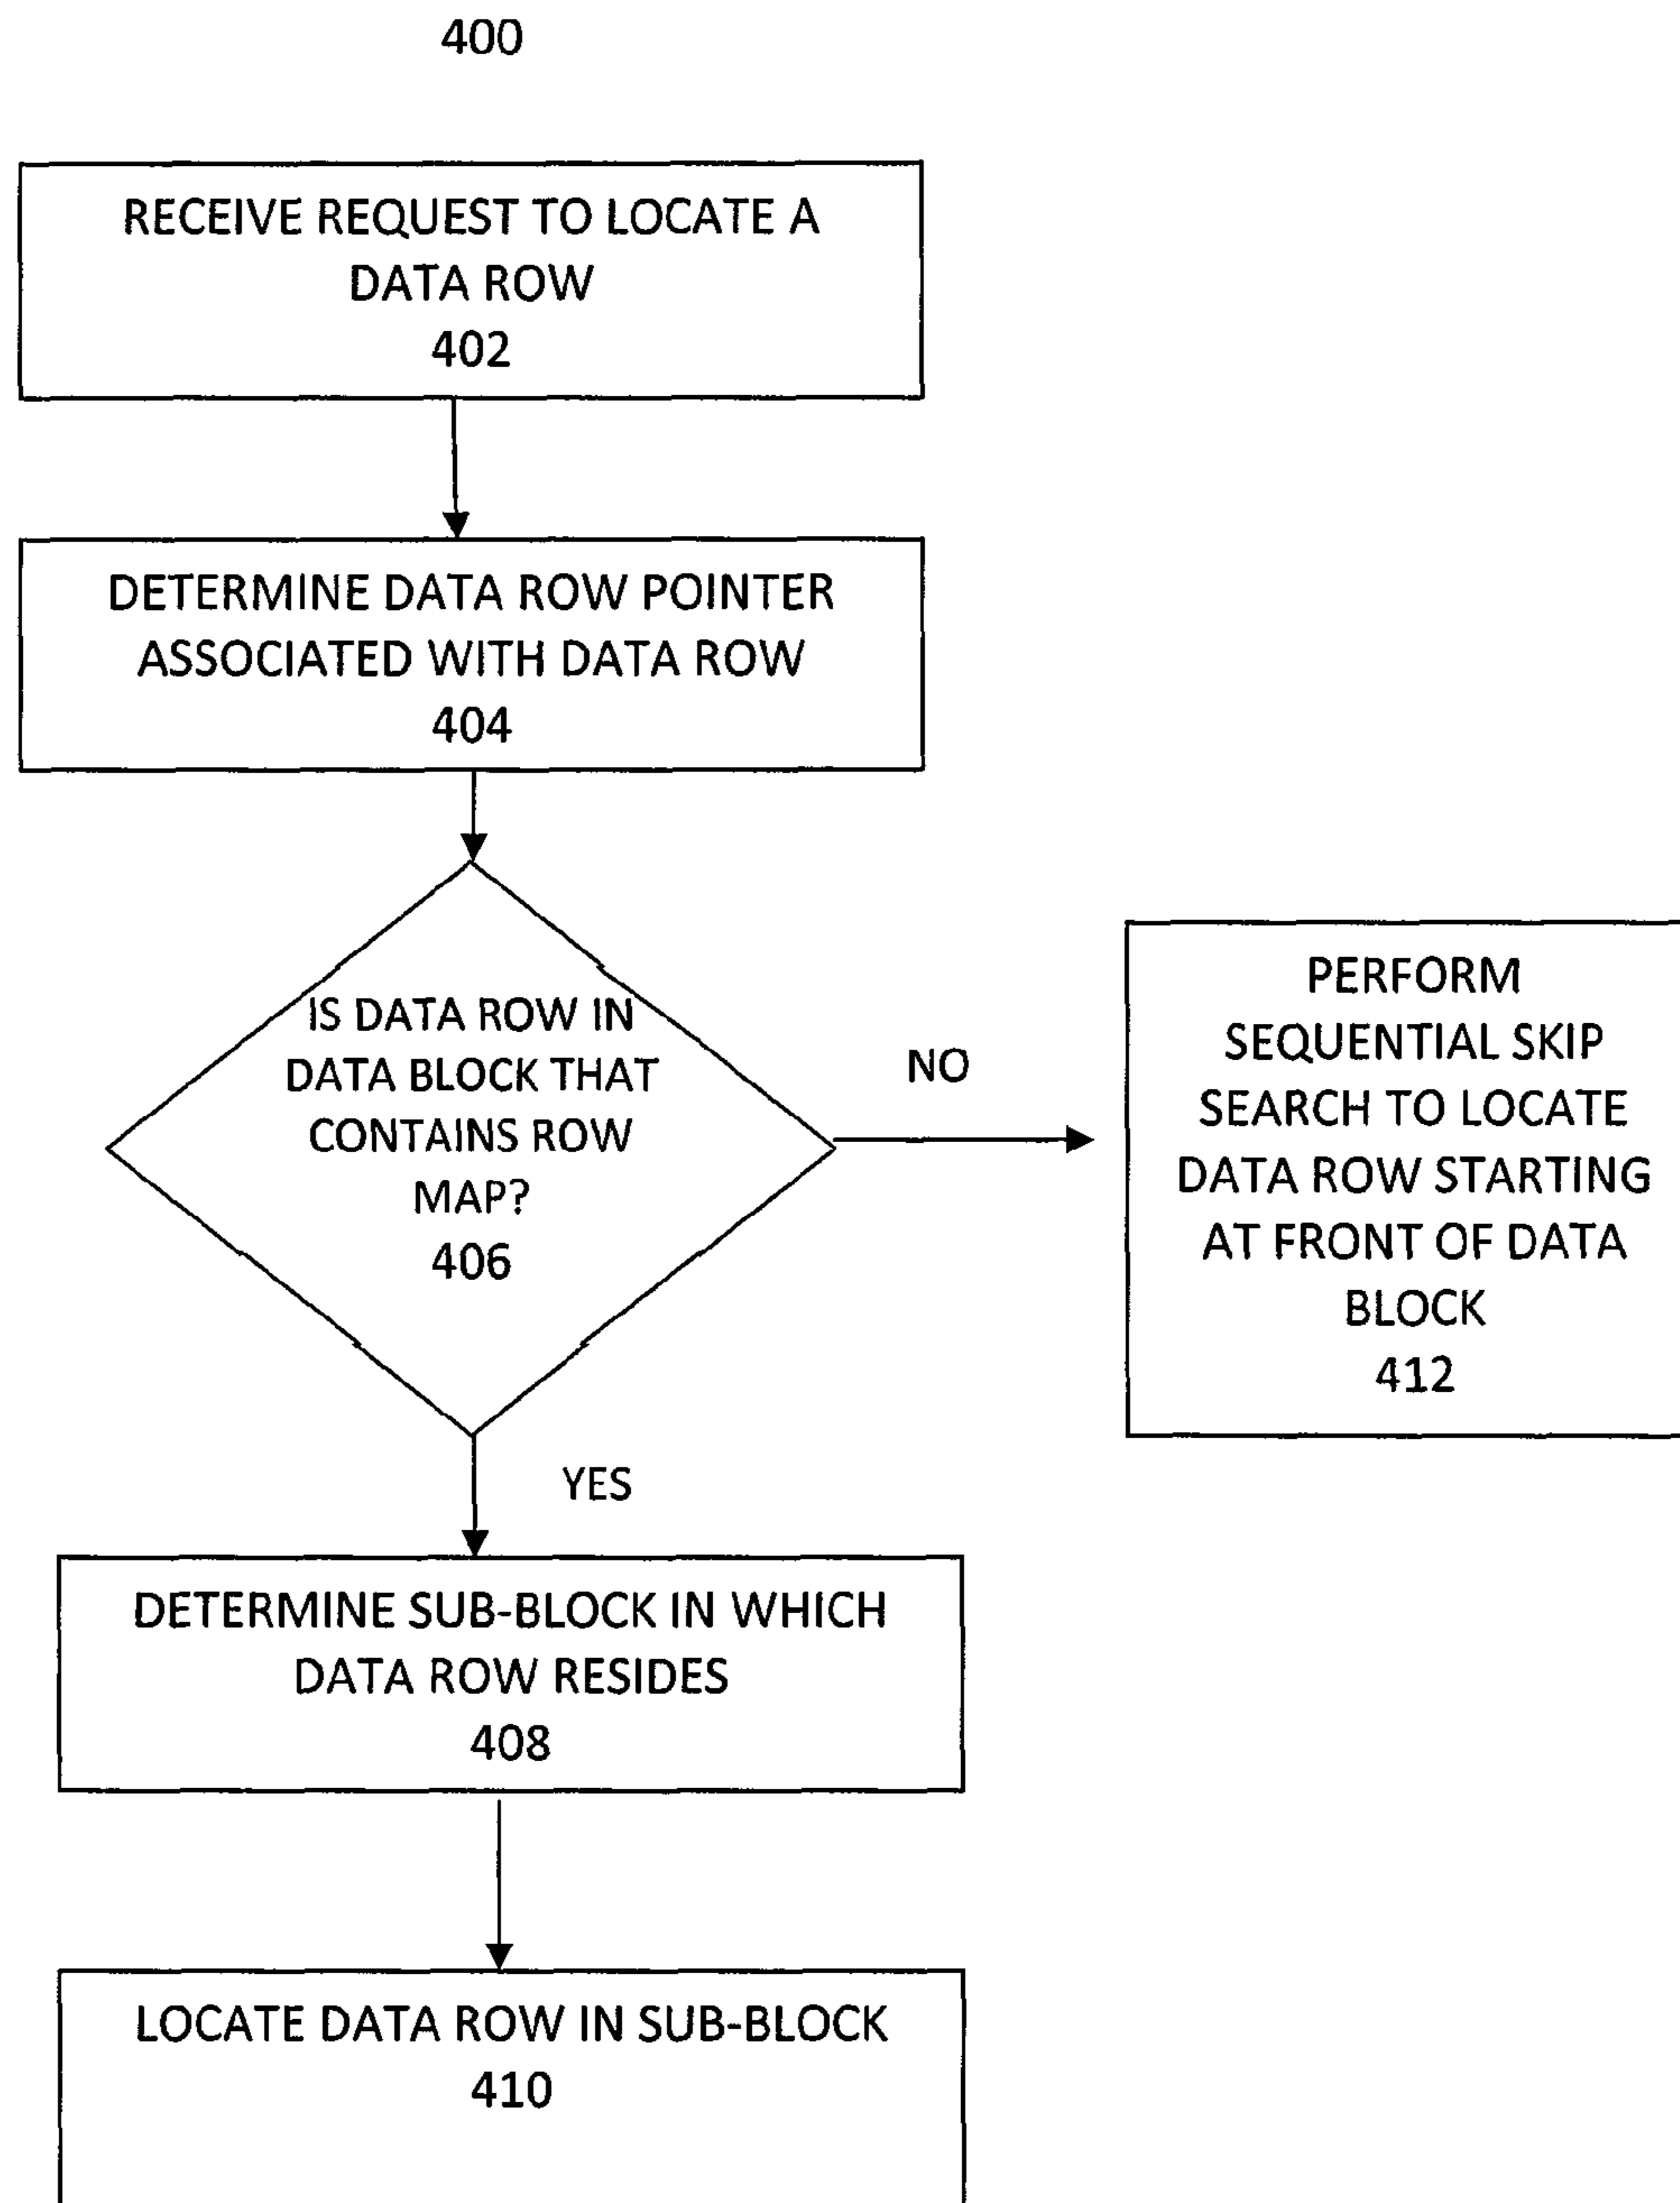 400
RECEIVE REQUEST TO LOCATE A
DATA ROW
402
DETERMINE DATA ROW POINTER
ASSOCIATED WITH DATA ROW
404
IS DATA ROW IN
DATA BLOCK THAT
CONTAINS ROW
MAP?
406
NO
PERFORM
SEQUENTIAL SKIP
SEARCH TO LOCATE
DATA ROW STARTING
AT FRONT OF DATA
BLOCK
412
YES
DETERMINE SUB-BLOCK IN WHICH
DATA ROW RESIDES
408
LOCATE DATA ROW IN SUB-BLOCK
410